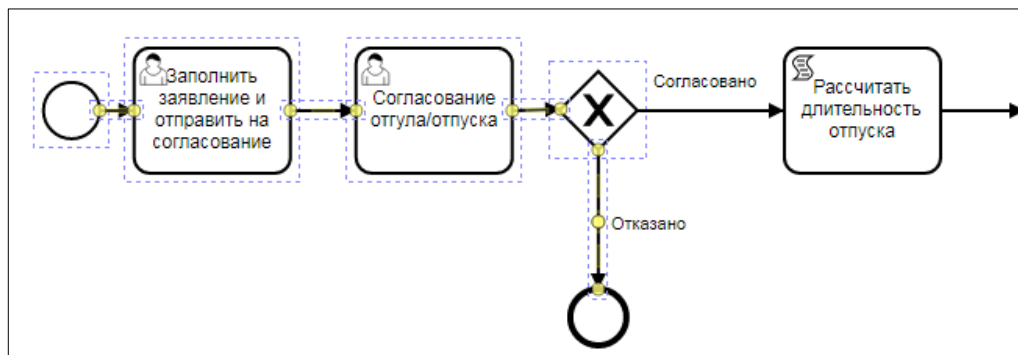 Заполнить
заявление и
отправить на
согласование
Согласование
отгула/отпуска
Согласовано
Рассчитать
длительность
отпуска
Отказано